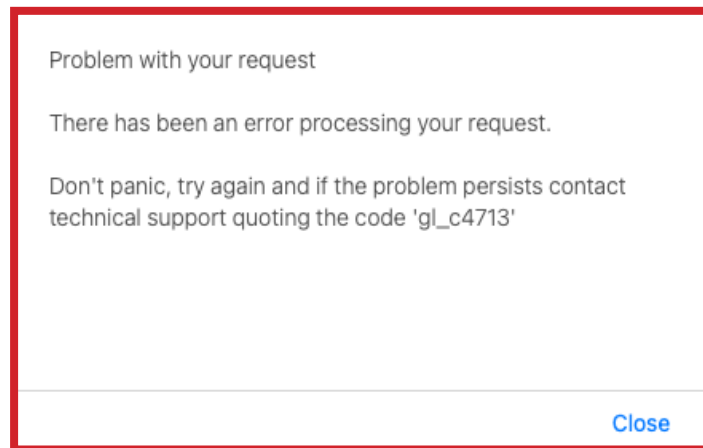 Problem with your request
There has been an error processing your request.
Don't panic, try again and if the problem persists contact
technical support quoting the code 'gl_c4713'
Close